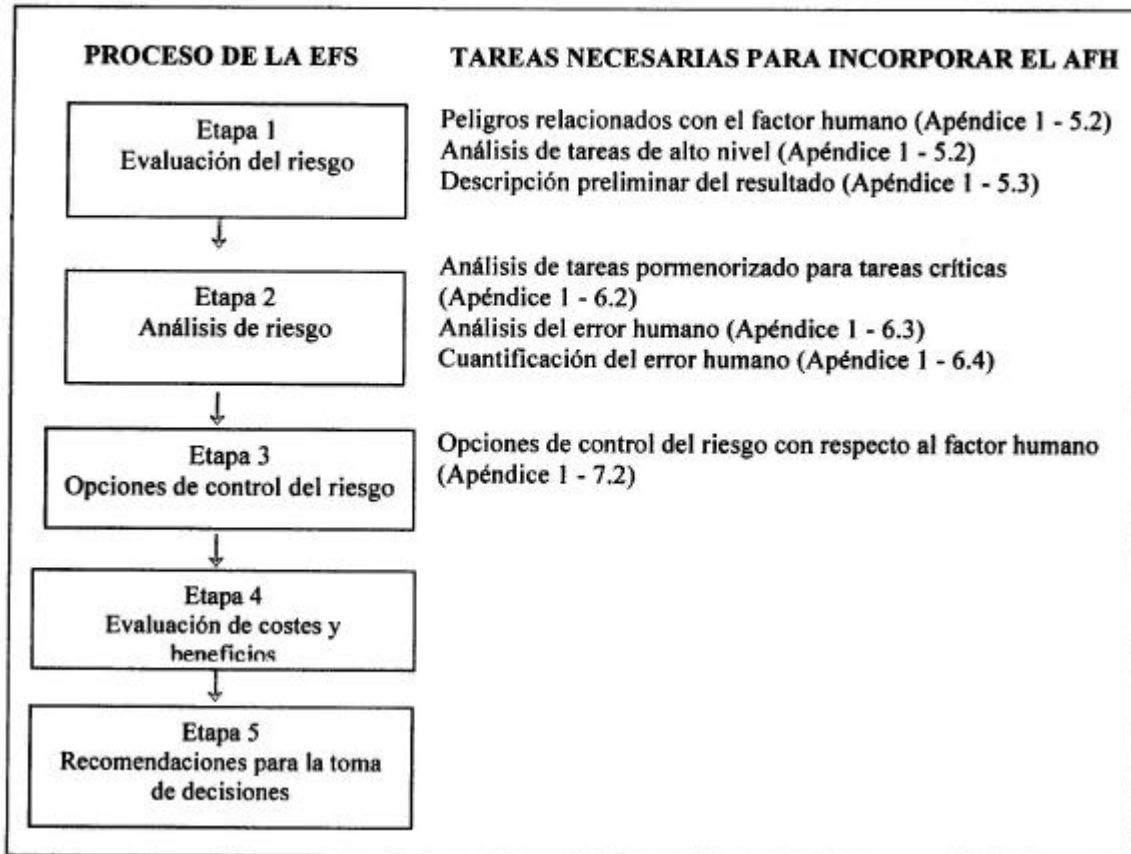 PROCESO DE LA EFS
TAREAS NECESARIAS PARA INCORPORAR EL AFH
Etapa 1
Evaluación del riesgo
Peligros relacionados con el factor humano (Apéndice 1 - 5.2)
Análisis de tareas de alto nivel (Apéndice 1 - 5.2)
Descripción preliminar del resultado (Apéndice 1 - 5.3)
Etapa 2
Análisis de riesgo
Análisis de tareas pormenorizado para tareas críticas
(Apéndice 1 - 6.2)
Análisis del error humano (Apéndice 1 - 6.3)
Cuantificación del error humano (Apéndice 1 - 6.4)
Etapa 3
Opciones de control del riesgo
Opciones de control del riesgo con respecto al factor humano
(Apéndice 1 - 7.2)
Etapa 4
Evaluación de costes y
beneficios
Etapa 5
Recomendaciones para la toma
de decisiones